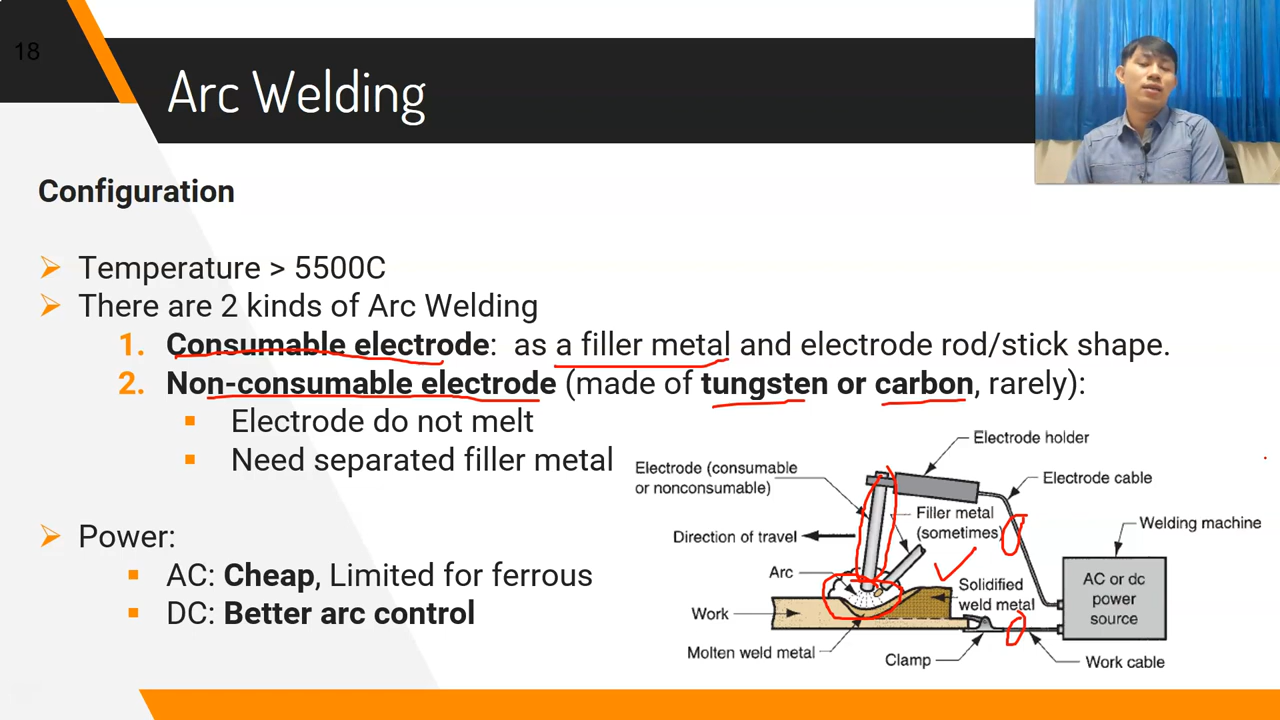 18
Arc Welding
Configuration
Temperature > 5500C
There are 2 kinds of Arc Welding
1. Consumable electrode: as a filler metal and electrode rod/stick shape.
2. Non-consumable electrode (made of tungsten or carbon, rarely):
Electrode do not melt
Need separated filler metal
Power:
AC: Cheap, Limited for ferrous
DC: Better arc control
Electrode holder
Electrode (consumable
or nonconsumable)
Electrode cable
Filler metal
(sometimes)
Welding machine
Direction of travel
Arc
Solidified
weld metal
AC or dc
power
source
Work
Molten weld metal
Clamp
Work cable